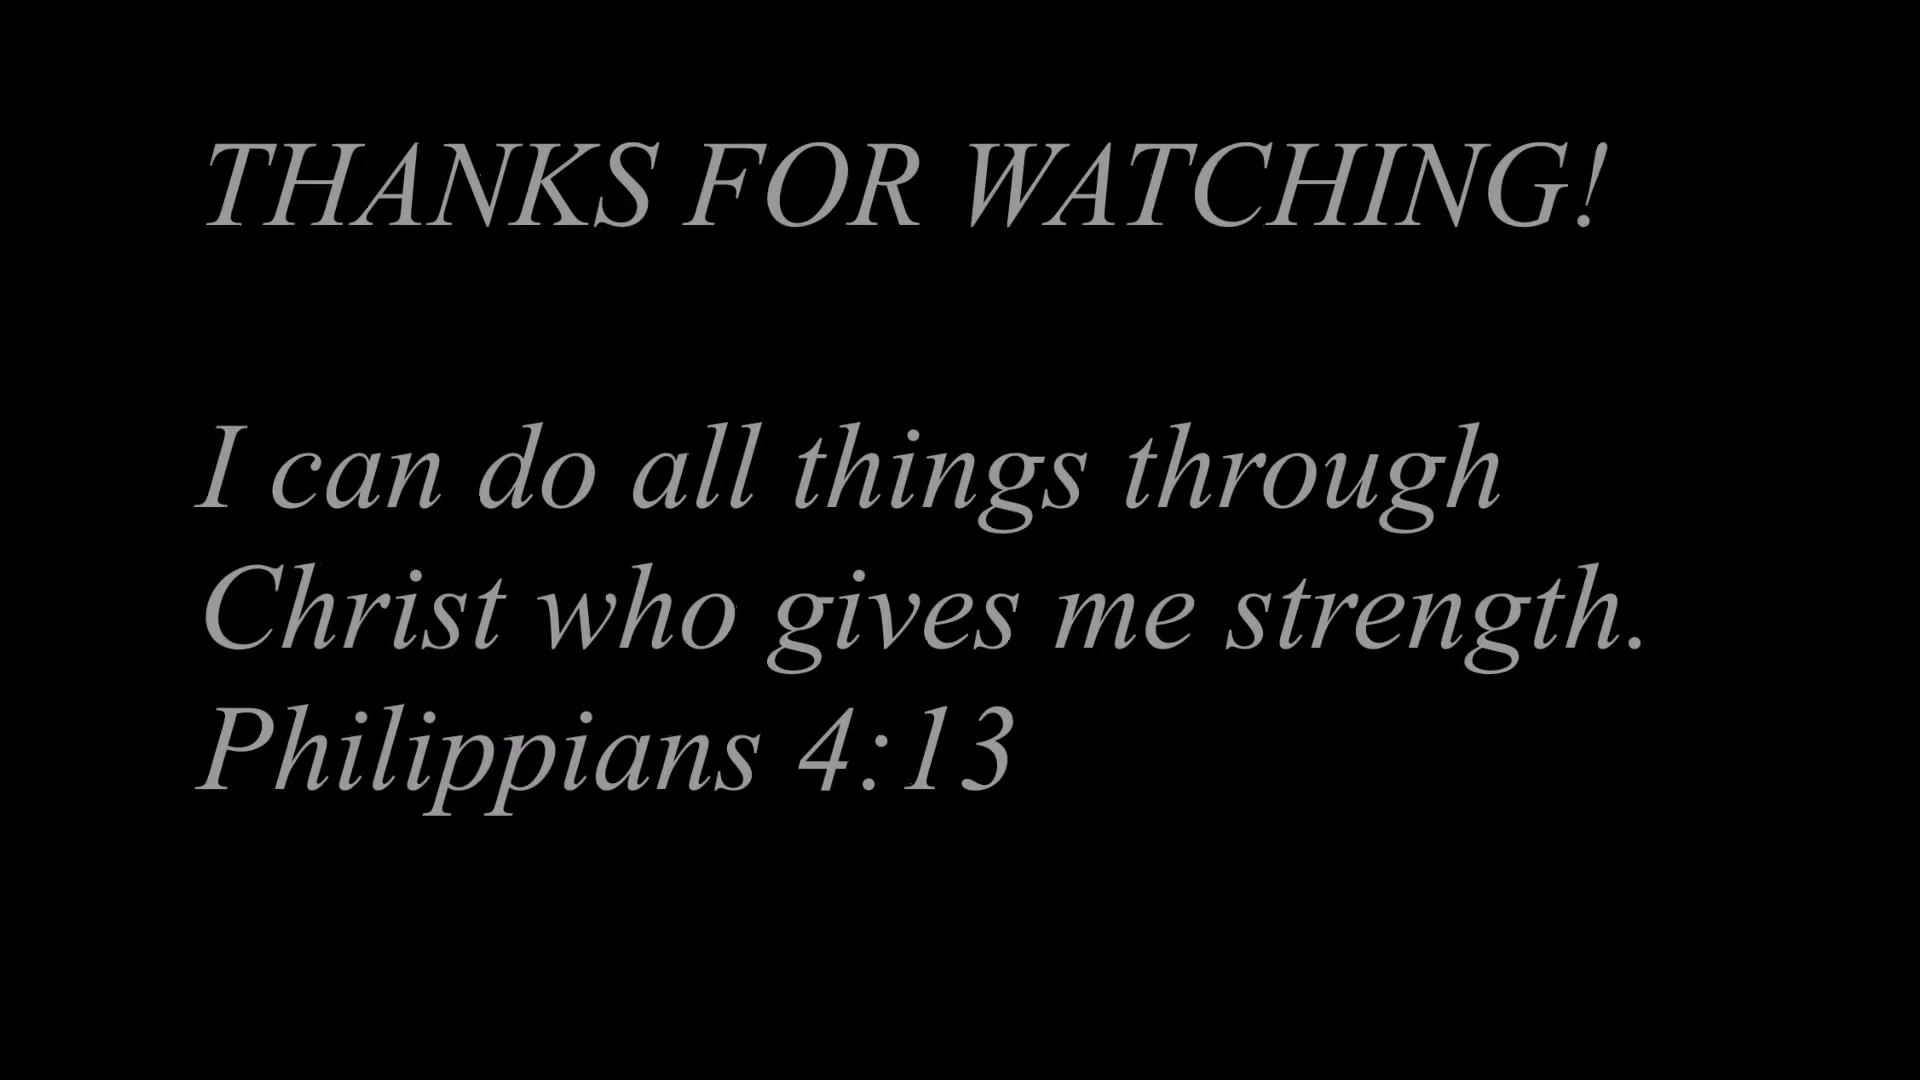 THANKS FOR WATCHING!
I can do all things through
Christ who gives me strength.
Philippians 4:13